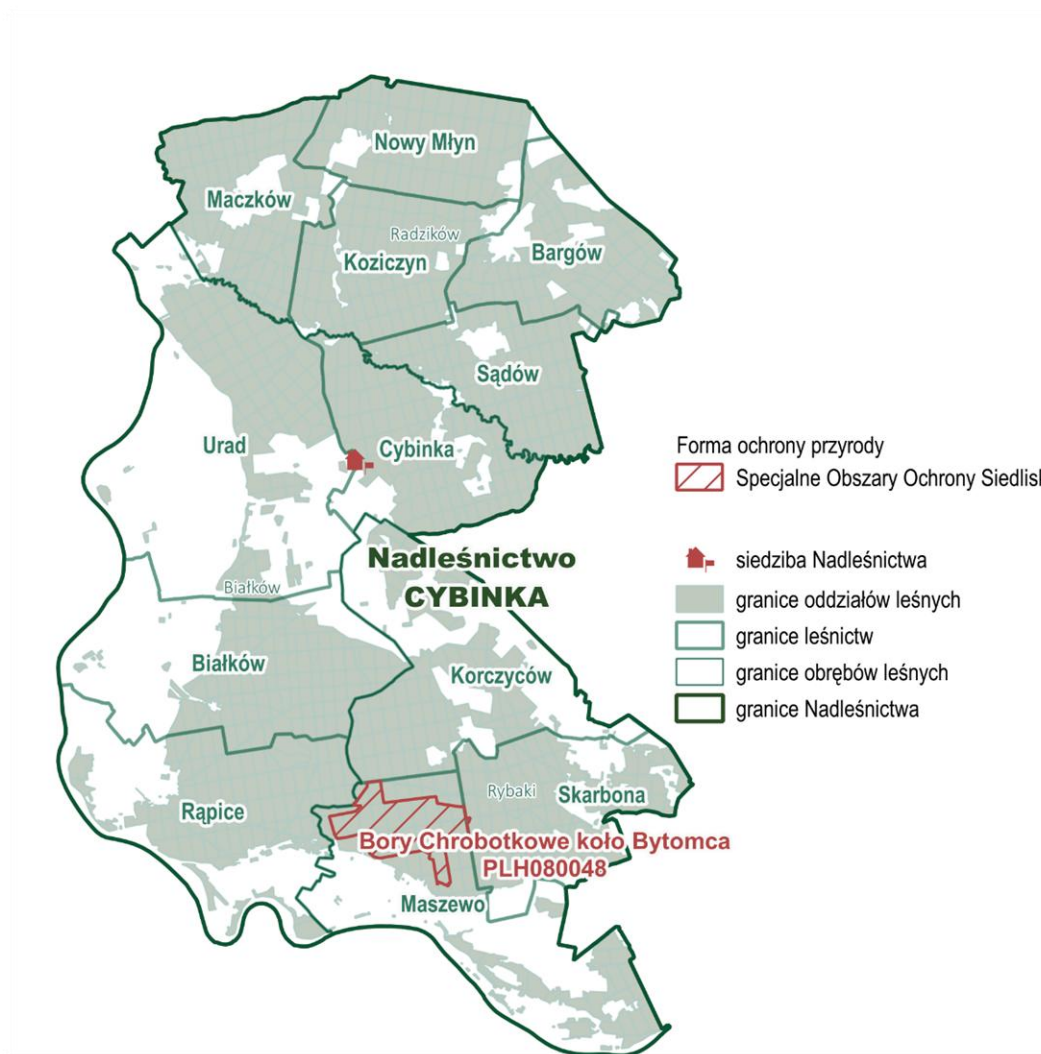 Nowy Młyn
Maczków
Radzików
Koziczyn
Bargów
Sądów
Urad
Cybinka
Forma ochrony przyrody
Specjalne Obszary Ochrony Siedlisk
Nadleśnictwo
CYBINKA
siedziba Nadleśnictwa
Białków
granice oddziałów leśnych
granice leśnictw
Białków
Korczyców
granice obrębów leśnych
granice Nadleśnictwa
Rybaki
Skarbona
Rąpice
Bory Chrobotkowe koło Bytomca
PLH080048
Maszewo